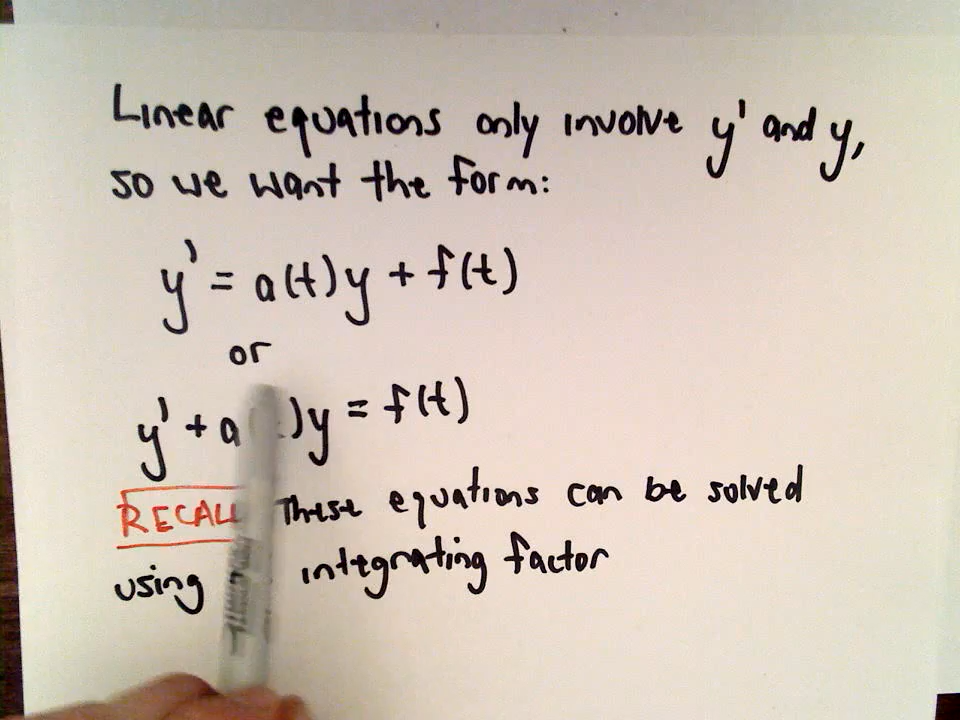 Linear equations only involve y' and y,
so we want the form:
y' = a(t)y + f(t)
or
y' + a )y = f(t)
RECALL These equations can be solved
using integrating factor